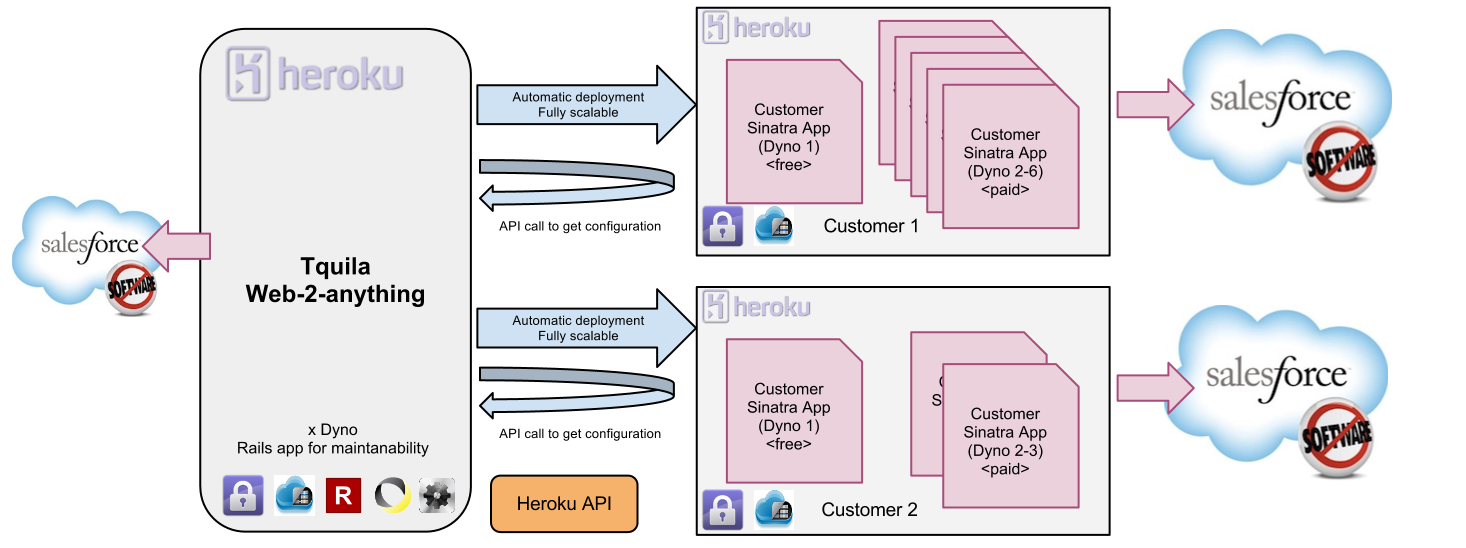 heroku
Tquila
Web-2-anything
x Dyno
Rails app for maintanability
R
salesforce
SOFTWARE
Automatic deployment
Fully scalable
API call to get configuration
Automatic deployment
Fully scalable
API call to get configuration
Heroku API
heroku
Customer
Sinatra App
(Dyno 1)
<free>
Customer
Sinatra App
(Dyno 2-6)
<paid>
Customer 1
salesforce
SOFTWARE
heroku
Customer
Sinatra App
(Dyno 1)
<free>
C
S
Customer
Sinatra App
(Dyno 2-3)
<paid>
Customer 2
salesforce
SOFTWARE